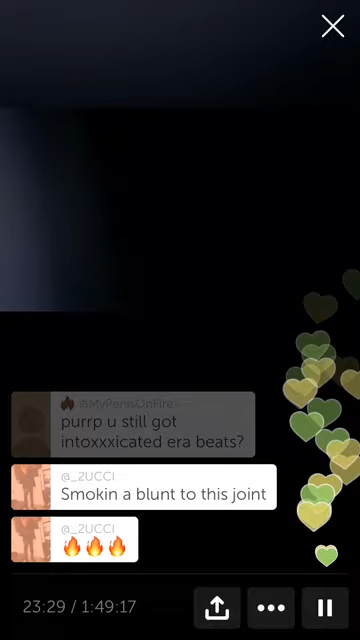 @MyPenIsOnFire
purrp u still got
intoxxxicated era beats?
@_2UCCI
Smokin a blunt to this joint
@_2UCCI
🔥🔥🔥
23:29 / 1:49:17